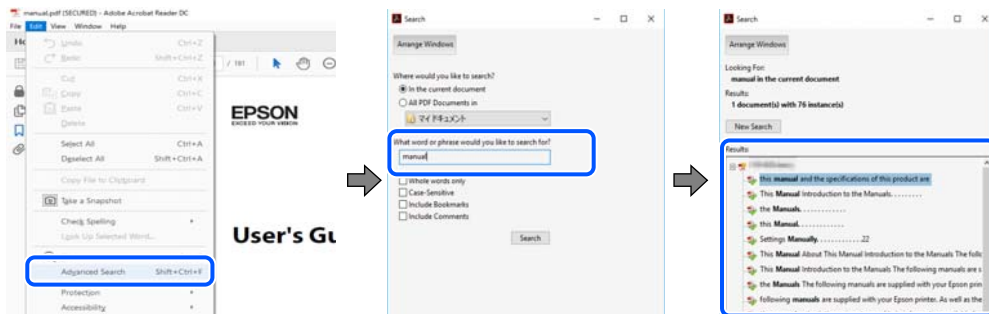 manual.pdf (SECURED) - Adobe Acrobat Reader DC
File Edit View Window Help
Undo Ctrl+Z
Redo Shift+Ctrl+Z
Cut Ctrl+X
Copy Ctrl+C
Paste Ctrl+V
Delete
Select All Ctrl+A
Deselect All Shift+Ctrl+A
Copy File to Clipboard
Take a Snapshot
Check Spelling
Look Up Selected Word...
Advanced Search Shift+Ctrl+F
Protection
Accessibility
/ 191
EPSON
EXCEED YOUR VISION
User's Gu
Search
Arrange Windows
Where would you like to search?
In the current document
All PDF Documents in
マイ ドキュメント
What word or phrase would you like to search for?
manual
Whole words only
Case-Sensitive
Include Bookmarks
Include Comments
Search
Search
Arrange Windows
Looking For:
manual in the current document
Results:
1 document(s) with 76 instance(s)
New Search
Results:
this manual and the specifications of this product are
This Manual Introduction to the Manuals. . . . . . . . .
the Manuals. . . . . . . . . . . . .
this Manual. . . . . . . . . . . . .
Settings Manually. . . . . . . . . . . . 22
This Manual About This Manual Introduction to the Manuals The follo
This Manual Introduction to the Manuals The following manuals are s
the Manuals The following manuals are supplied with your Epson prin
following manuals are supplied with your Epson printer. As well as the